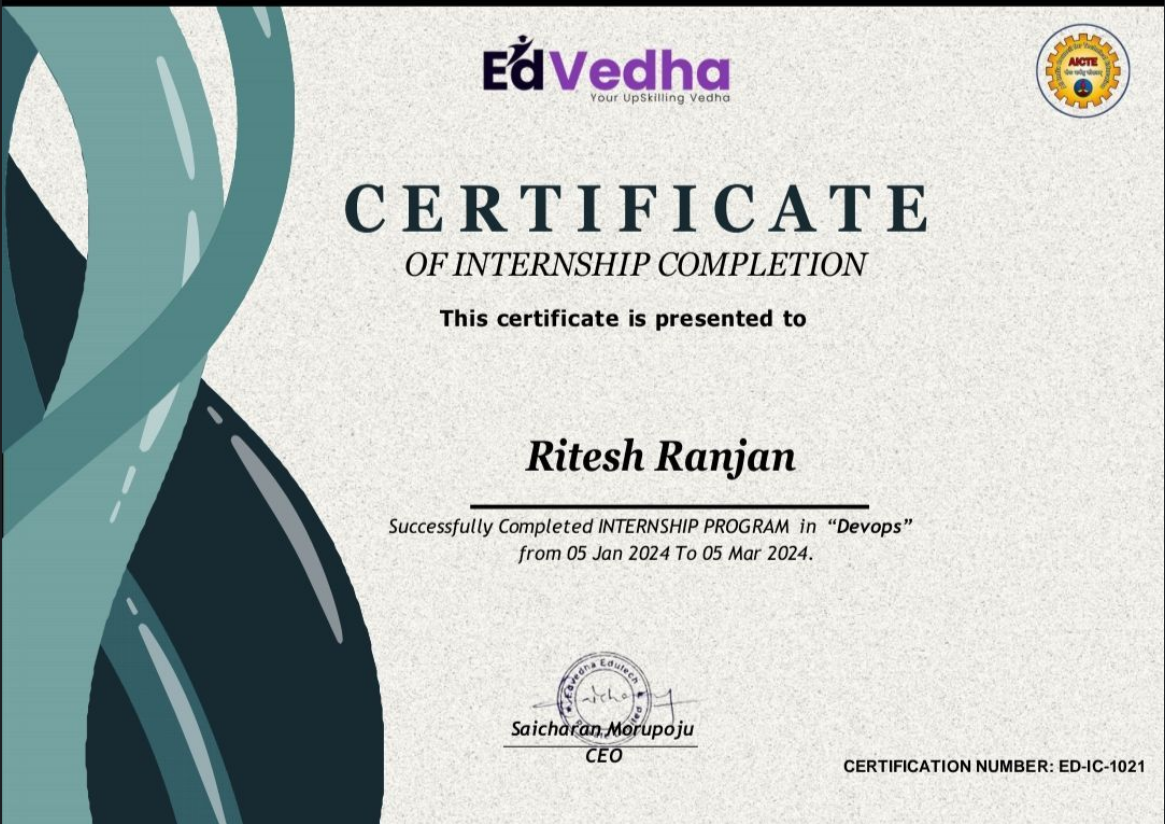 EdVedha
Your UpSkilling Vedha
AICTE
CERTIFICATE
OF INTERNSHIP COMPLETION
This certificate is presented to
Ritesh Ranjan
Successfully Completed INTERNSHIP PROGRAM in “Devops”
from 05 Jan 2024 To 05 Mar 2024.
Edvedha Edutech
Saicharan Morupoju
CEO
CERTIFICATION NUMBER: ED-IC-1021